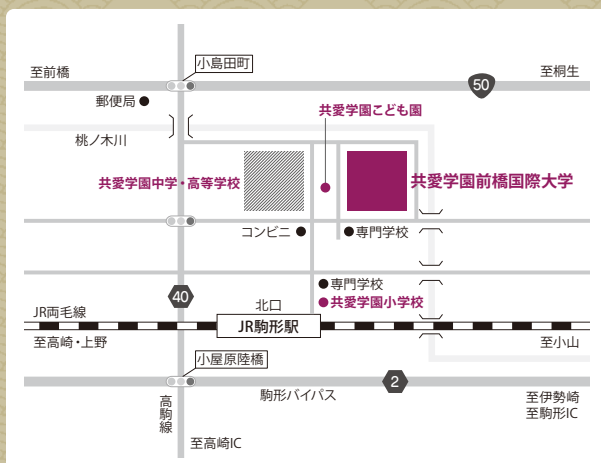 小島田町
至前橋
至桐生
50
郵便局
共愛学園こども園
桃ノ木川
共愛学園中学・高等学校
共愛学園前橋国際大学
コンビニ
専門学校
専門学校
40
北口
共愛学園小学校
JR両毛線
JR駒形駅
至高崎・上野
至小山
小屋原陸橋
2
駒形バイパス
至伊勢崎
至駒形IC
高駒線
至高崎IC